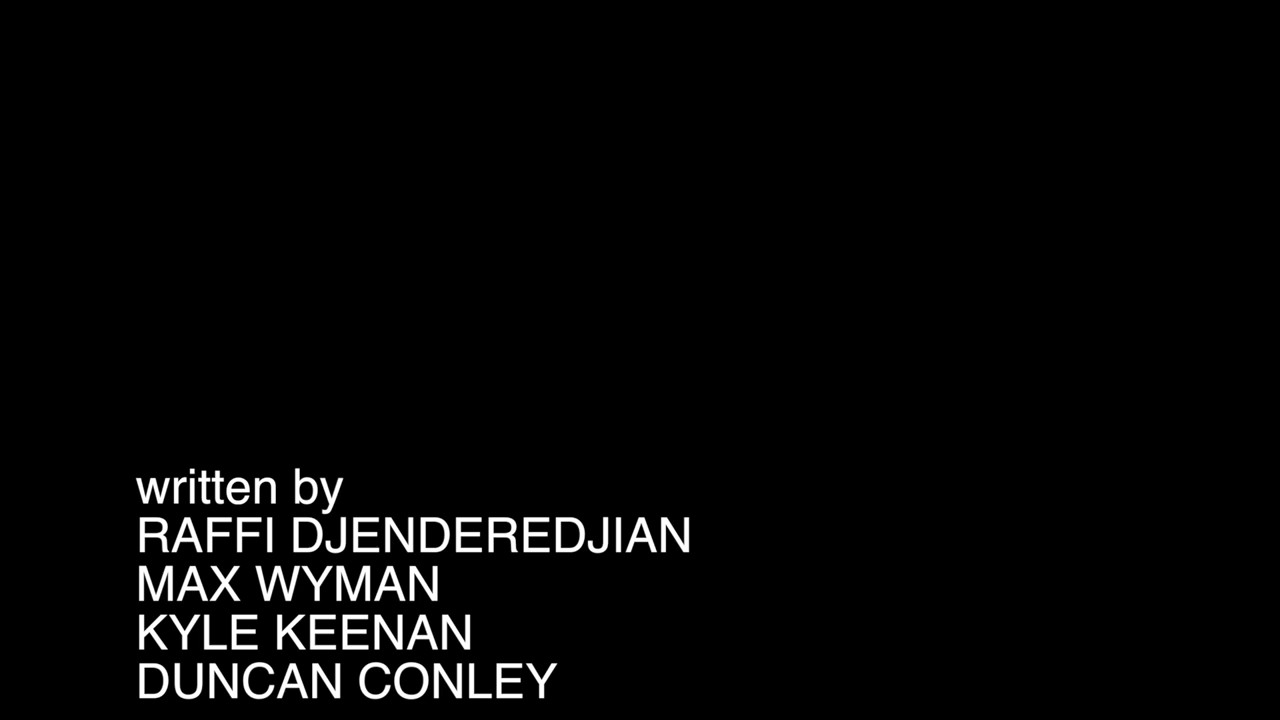 written by
RAFFI DJENDEREDJIAN
MAX WYMAN
KYLE KEENAN
DUNCAN CONLEY